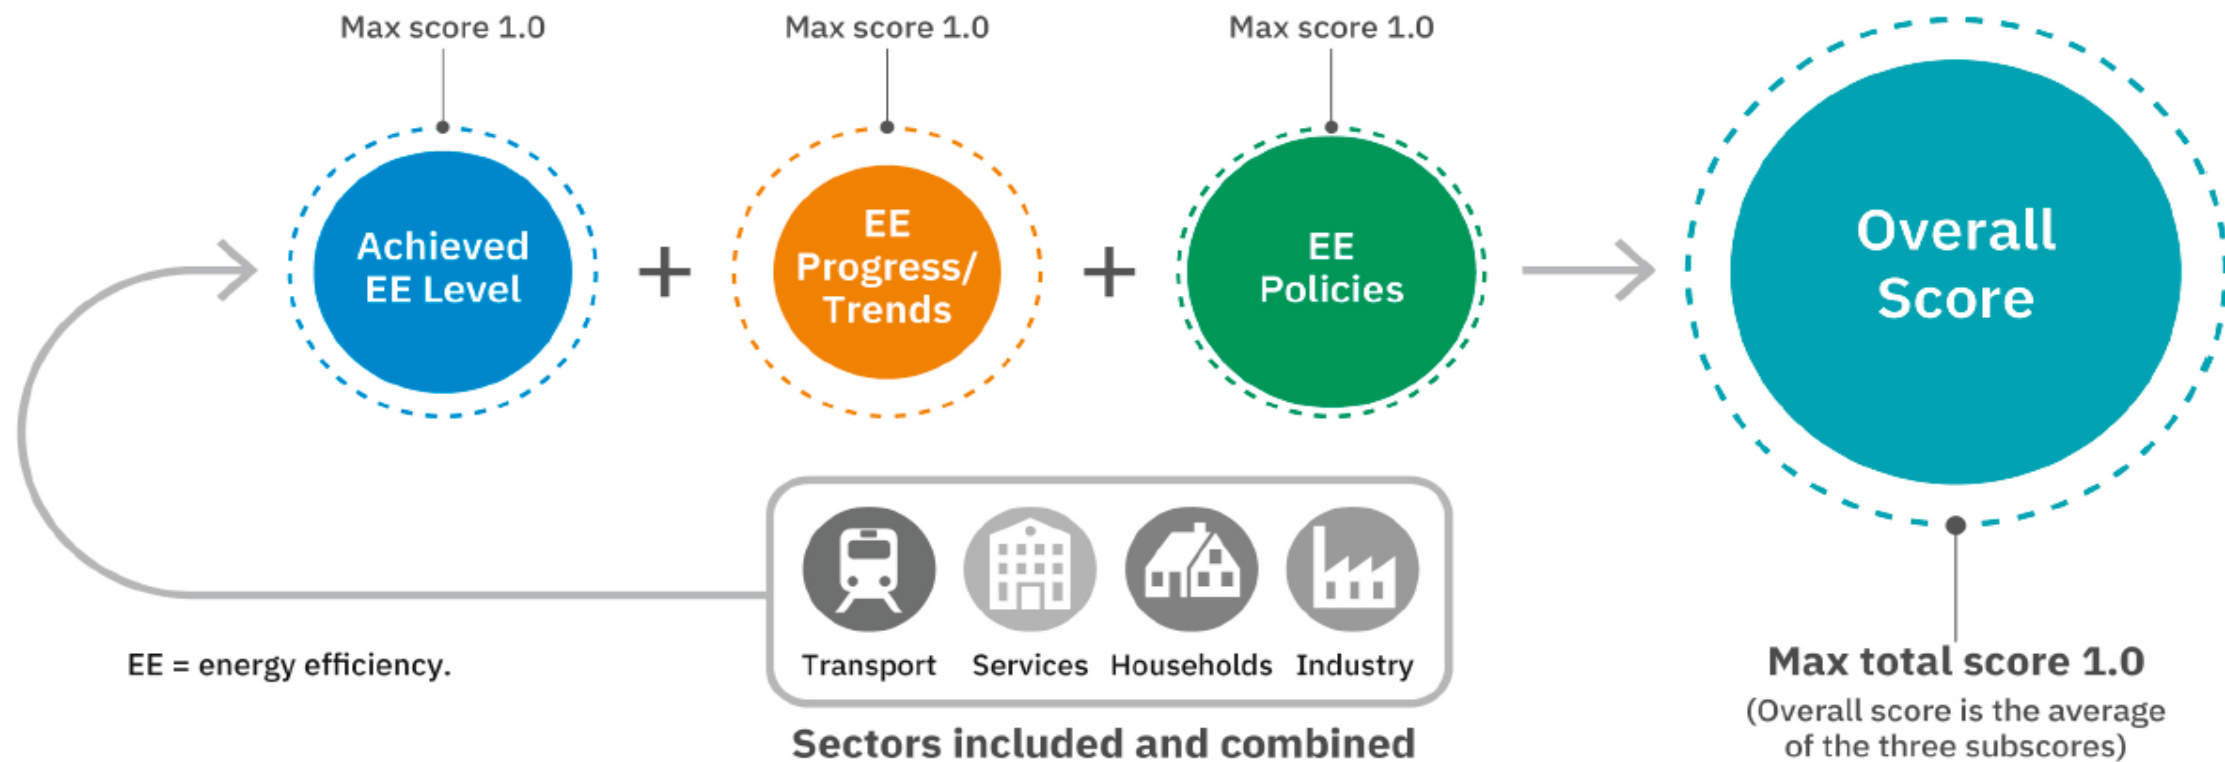 Max score 1.0
Max score 1.0
Max score 1.0
Achieved
EE Level
+
EE
Progress/
Trends
+
EE
Policies
Overall
Score
Transport
Services
Households
Industry
EE = energy efficiency.
Sectors included and combined
Max total score 1.0
(Overall score is the average
of the three subscores)